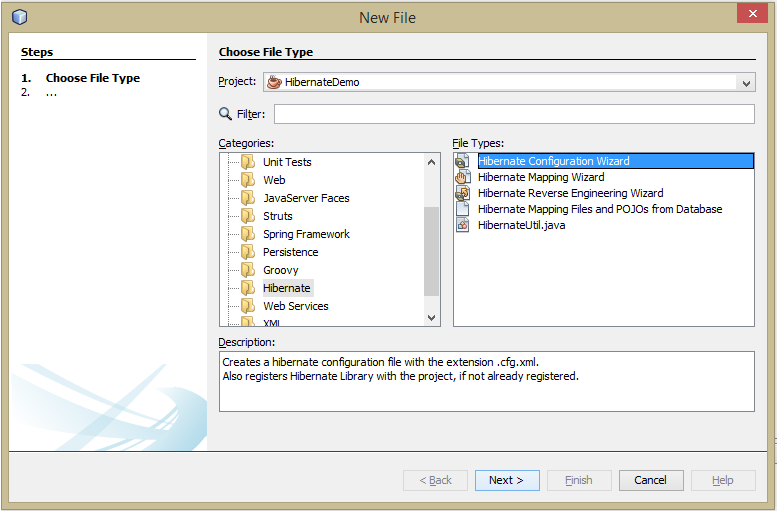 New File
Steps
1. Choose File Type
2. ...
Choose File Type
Project: HibernateDemo
Filter:
Categories:
Unit Tests
Web
JavaServer Faces
Struts
Spring Framework
Persistence
Groovy
Hibernate
Web Services
XML
File Types:
Hibernate Configuration Wizard
Hibernate Mapping Wizard
Hibernate Reverse Engineering Wizard
Hibernate Mapping Files and POJOs from Database
HibernateUtil.java
Description:
Creates a hibernate configuration file with the extension .cfg.xml.
Also registers Hibernate Library with the project, if not already registered.
< Back Next > Finish Cancel Help